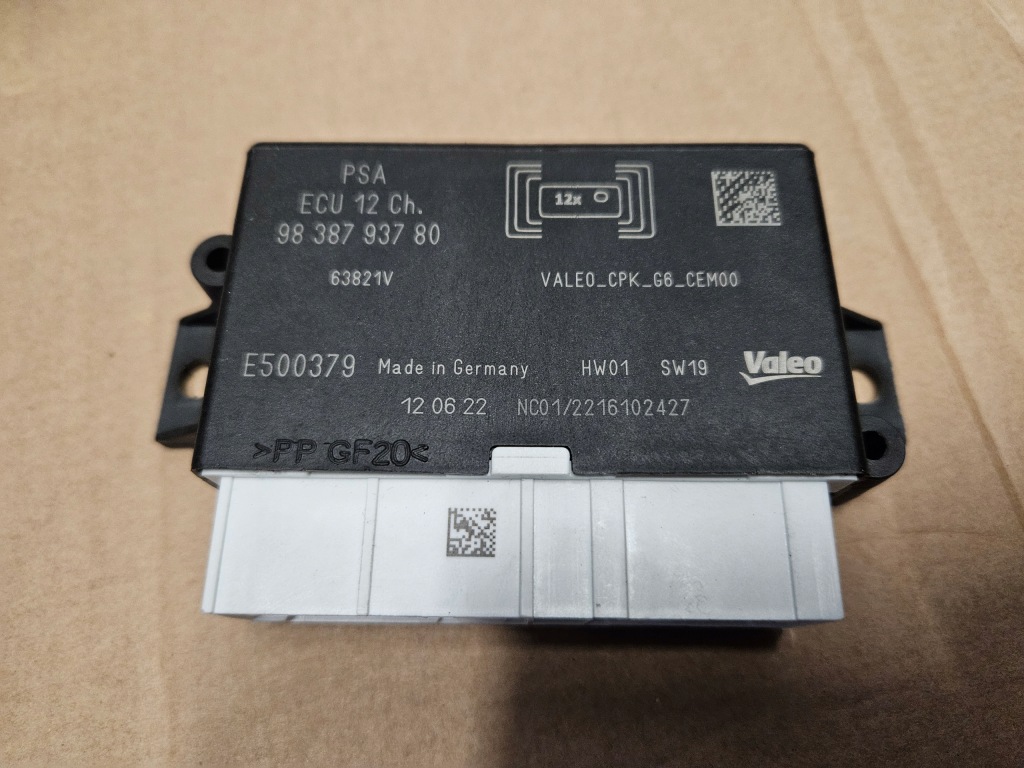 PSA
ECU 12 Ch.
98 387 937 80
12x
63821V
VALEO_CPK_G6_CEM00
E500379 Made in Germany HW01 SW19 Valeo
12 06 22 NC01/2216102427
>PP GF20<